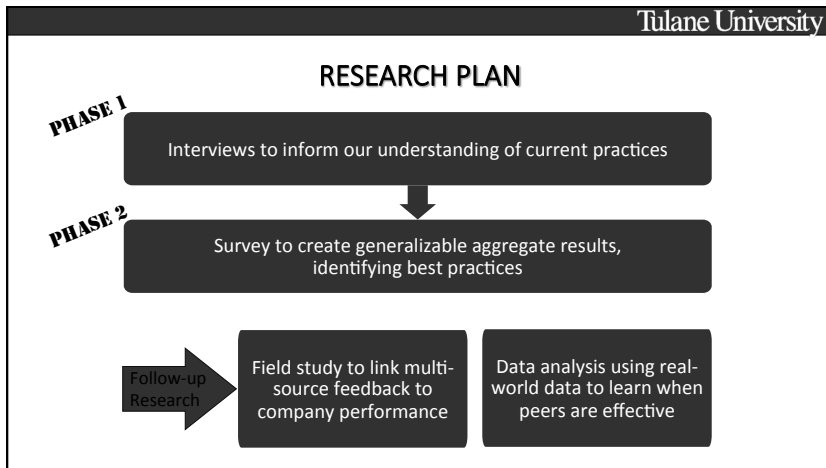 Tulane University
RESEARCH PLAN
PHASE 1
Interviews to inform our understanding of current practices
PHASE 2
Survey to create generalizable aggregate results,
identifying best practices
Follow-up
Research
Field study to link multi-
source feedback to
company performance
Data analysis using real-
world data to learn when
peers are effective